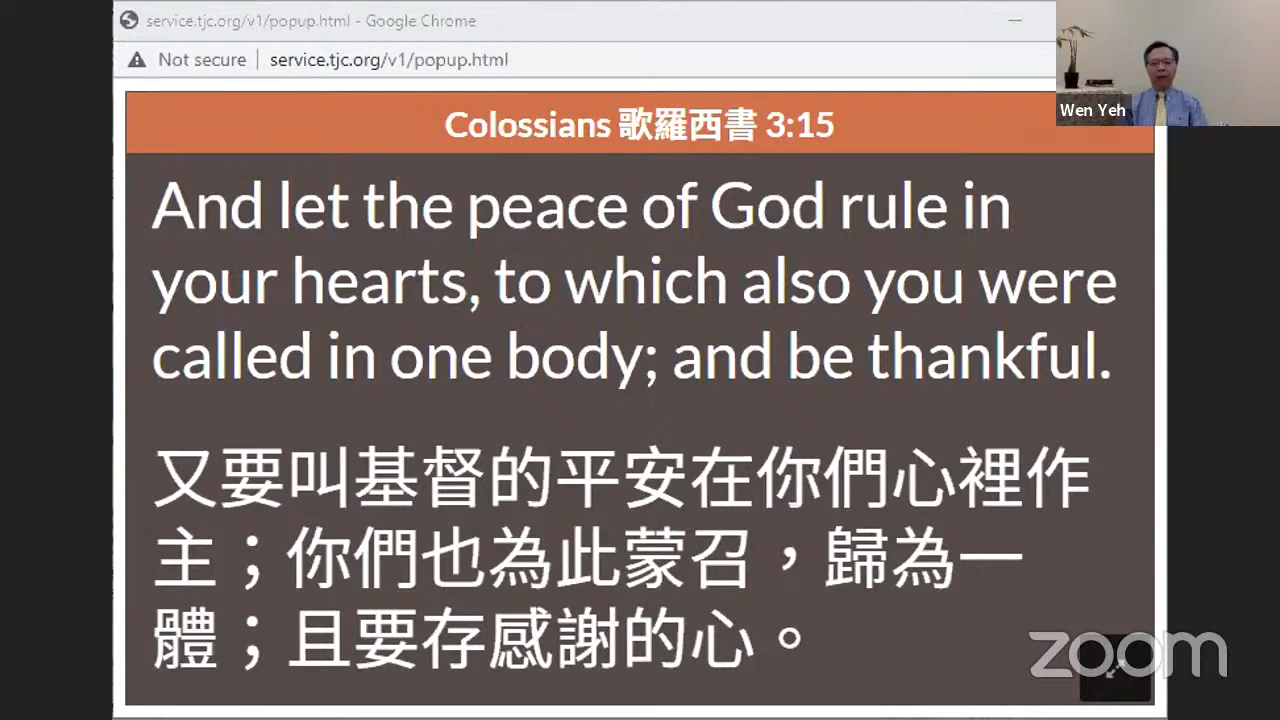 service.tjc.org/v1/popup.html - Google Chrome
Not secure service.tjc.org/v1/popup.html
Wen Yeh
Colossians 歌羅西書 3:15
And let the peace of God rule in
your hearts, to which also you were
called in one body; and be thankful.
又要叫基督的平安在你們心裡作
主；你們也為此蒙召，歸為一
體；且要存感謝的心。
zoom